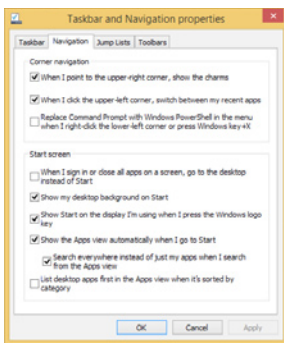 Taskbar and Navigation properties
Taskbar Navigation Jump Lists Toolbars
Corner navigation
When I point to the upper-right corner, show the charms
When I click the upper-left corner, switch between my recent apps
Replace Command Prompt with Windows PowerShell in the menu
when I right-click the lower-left corner or press Windows key+X
Start screen
When I sign in or close all apps on a screen, go to the desktop
instead of Start
Show my desktop background on Start
Show Start on the display I'm using when I press the Windows logo
key
Show the Apps view automatically when I go to Start
Search everywhere instead of just my apps when I search
from the Apps view
List desktop apps first in the Apps view when it's sorted by
category
OK Cancel Apply